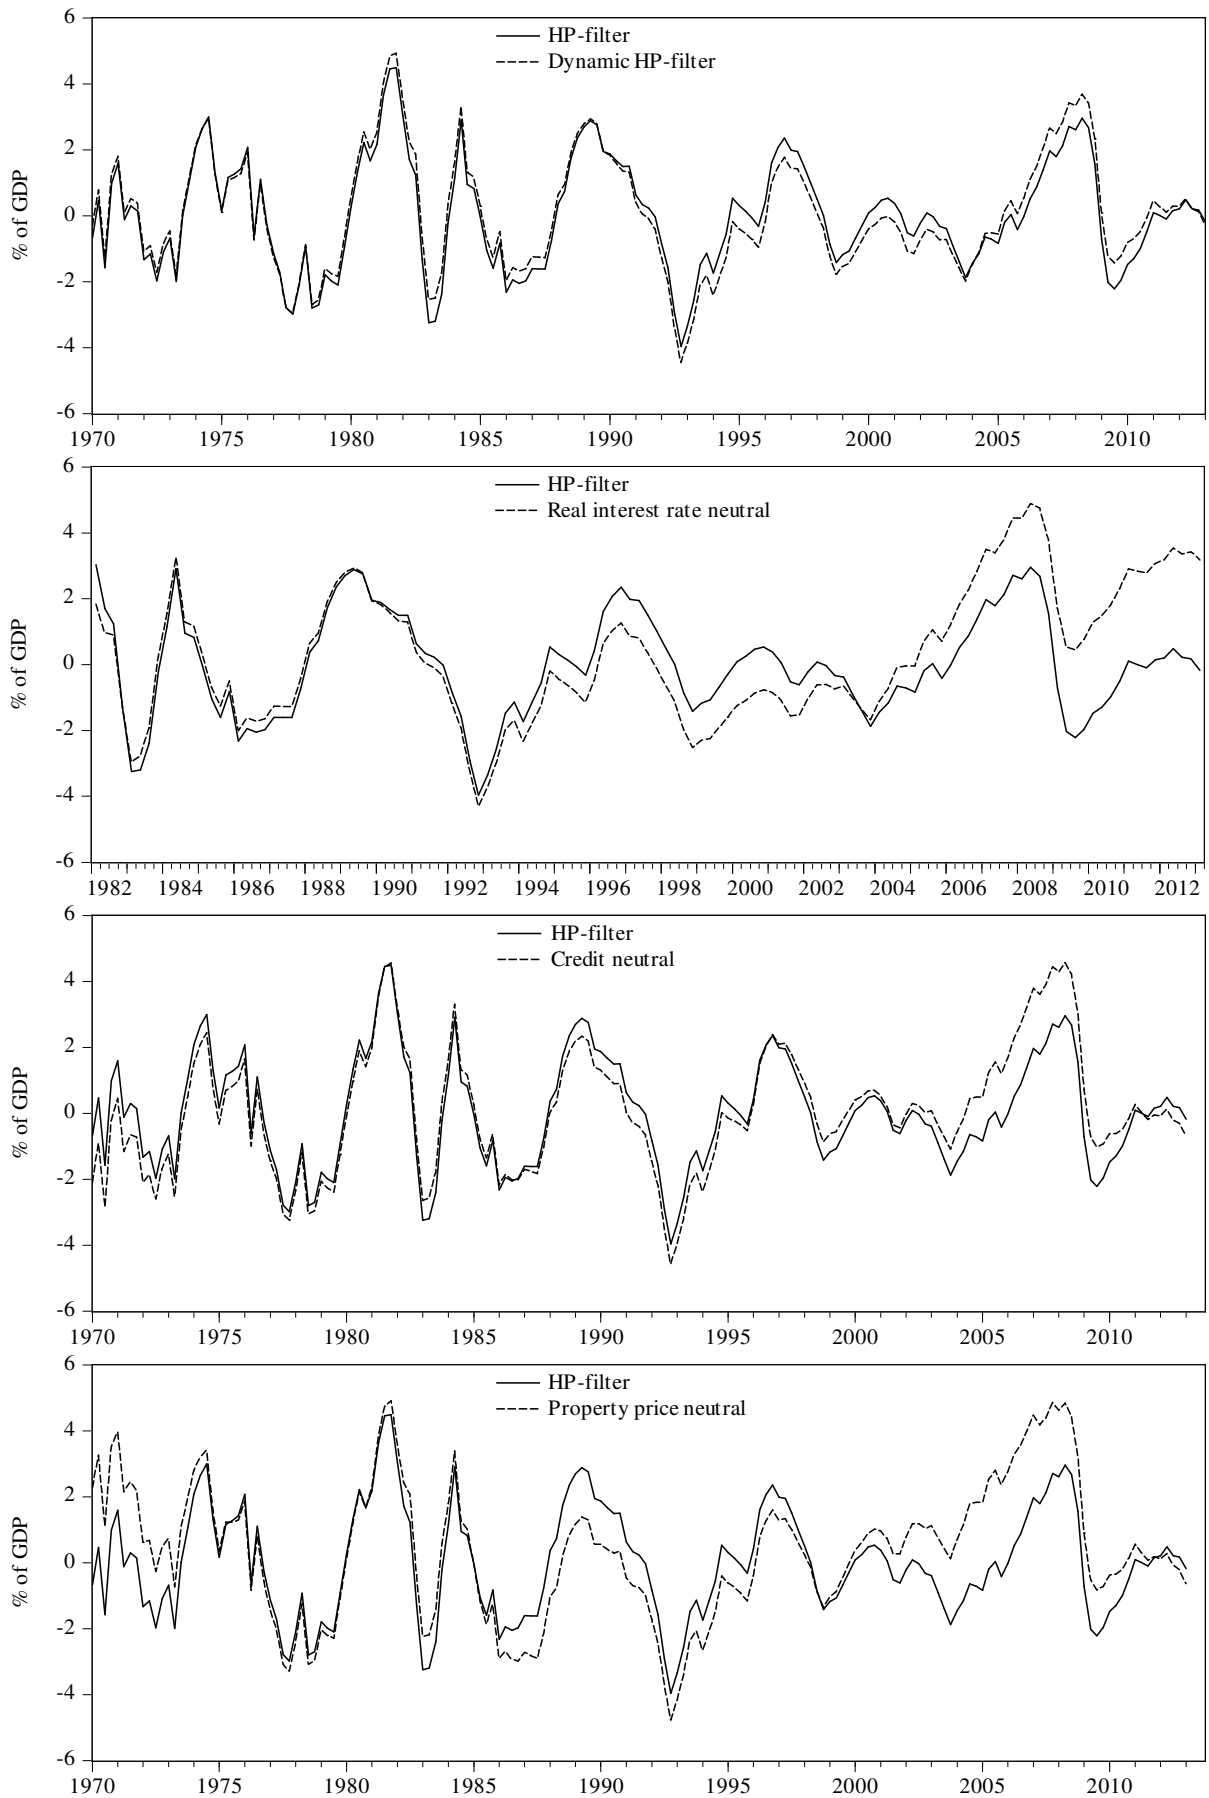 HP-filter
Dynamic HP-filter
% of GDP
6
4
2
0
-2
-4
-6
1970 1975 1980 1985 1990 1995 2000 2005 2010
HP-filter
Real interest rate neutral
% of GDP
6
4
2
0
-2
-4
-6
1982 1984 1986 1988 1990 1992 1994 1996 1998 2000 2002 2004 2006 2008 2010 2012
HP-filter
Credit neutral
% of GDP
6
4
2
0
-2
-4
-6
1970 1975 1980 1985 1990 1995 2000 2005 2010
HP-filter
Property price neutral
% of GDP
6
4
2
0
-2
-4
-6
1970 1975 1980 1985 1990 1995 2000 2005 2010